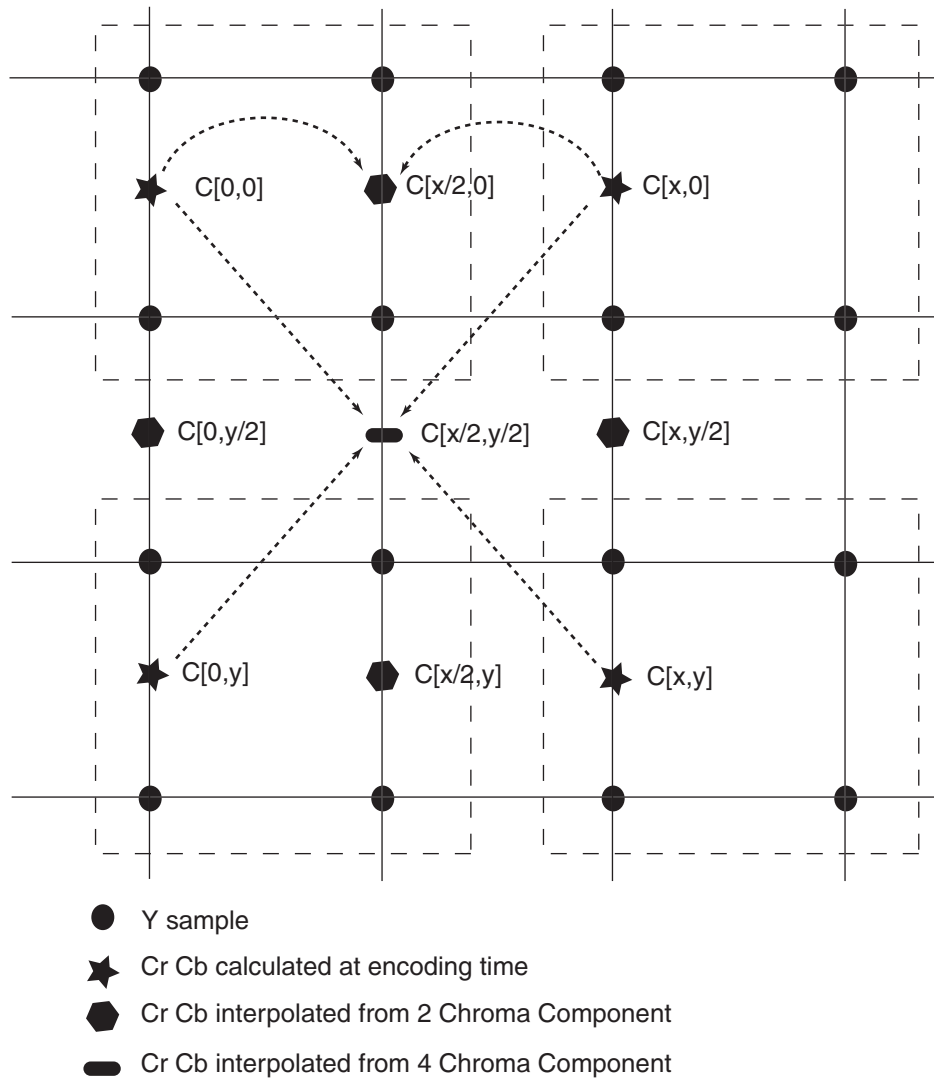 C[0,0]
C[x/2,0]
C[x,0]
C[0,y/2]
C[x/2,y/2]
C[x,y/2]
C[0,y]
C[x/2,y]
C[x,y]
Y sample
Cr Cb calculated at encoding time
Cr Cb interpolated from 2 Chroma Component
Cr Cb interpolated from 4 Chroma Component